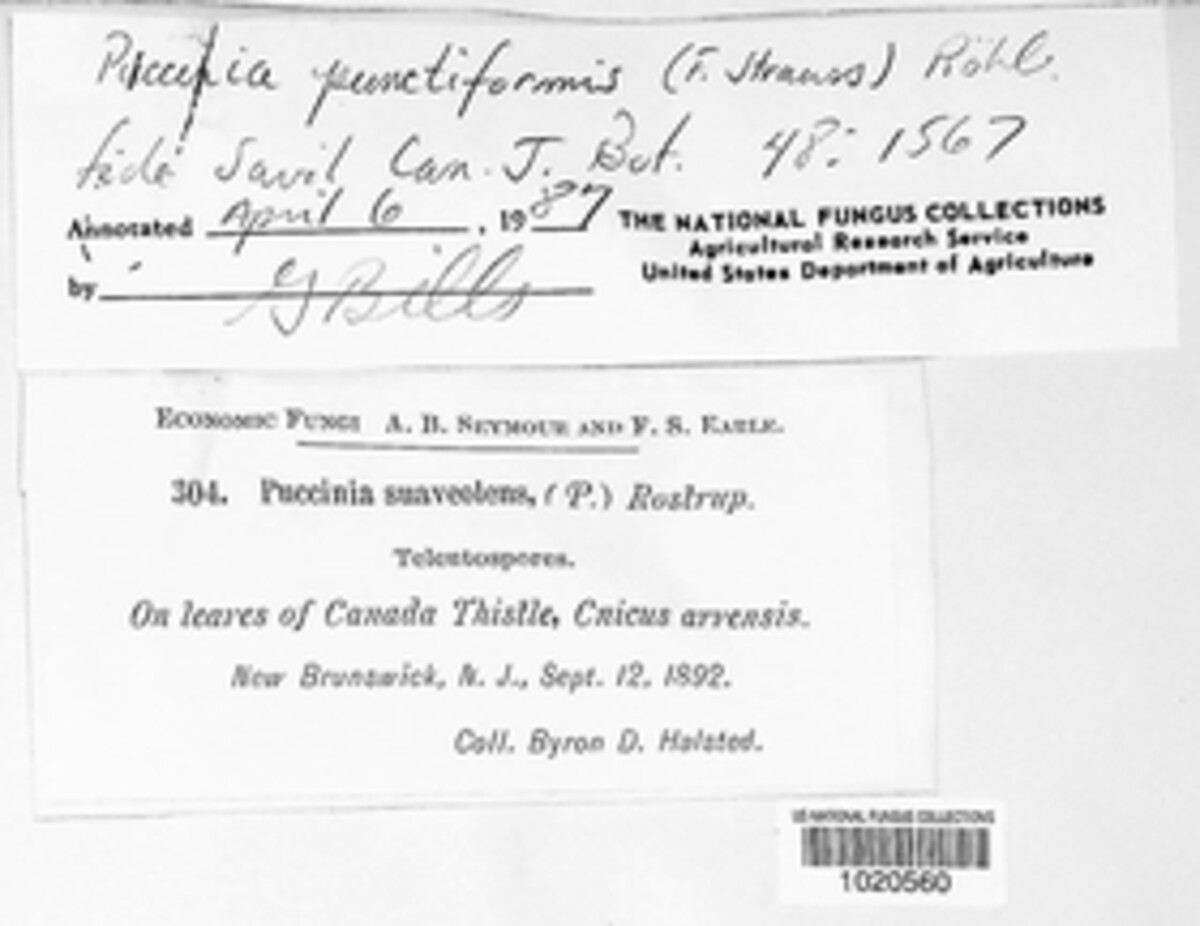 Puccinia punctiformis (F. Strauss) Röhl.
fide Savil Can. J. Bot. 48: 1567
Annotated April 6, 1987
by G Bills
THE NATIONAL FUNGUS COLLECTIONS
Agricultural Research Service
United States Department of Agriculture
ECONOMIC FUNGI A. B. SEYMOUR AND F. S. EARLE.
304. Puccinia suaveolens, (P.) Rostrup.
Teleutospores.
On leaves of Canada Thistle, Cnicus arvensis.
New Brunswick, N. J., Sept. 12, 1892.
Coll. Byron D. Halsted.
US NATIONAL FUNGUS COLLECTIONS
1020560